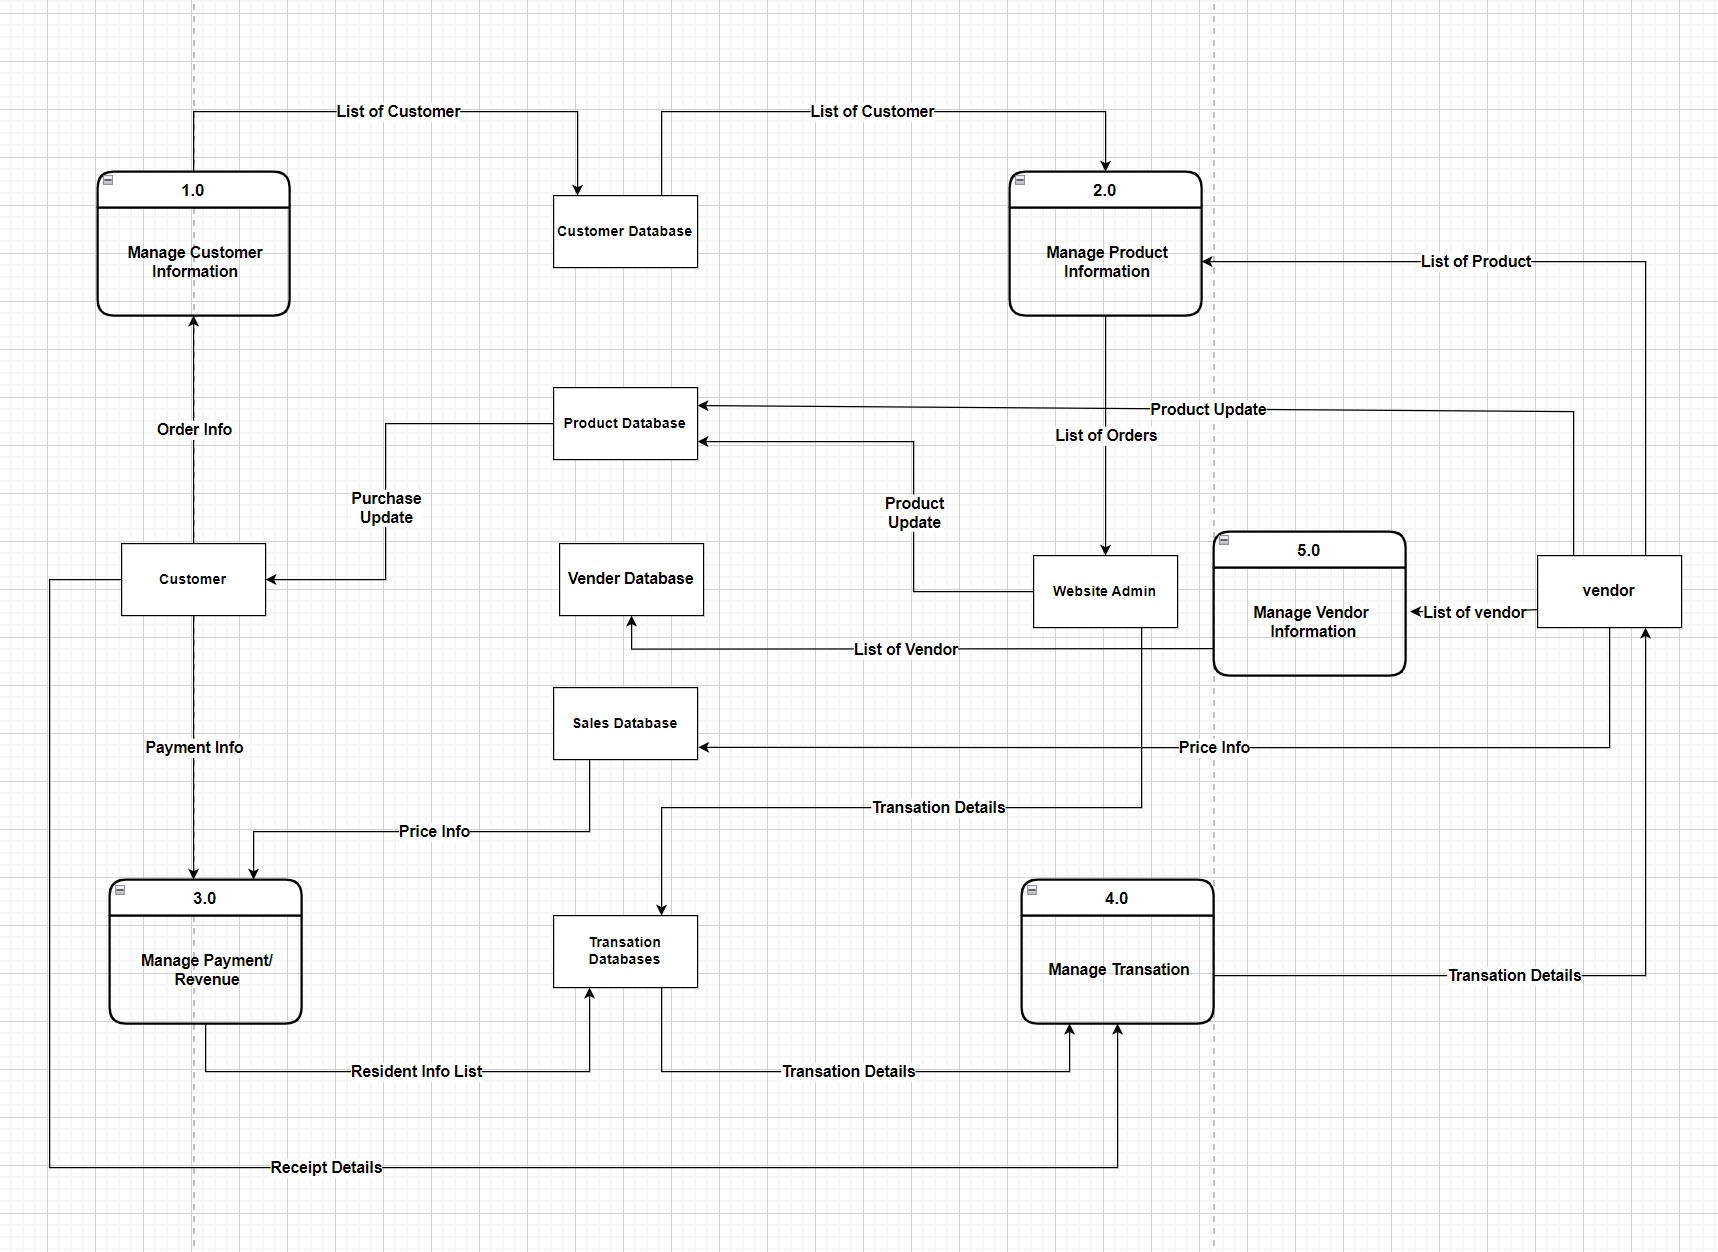 List of Customer
List of Customer
1.0
Manage Customer
Information
Customer Database
2.0
Manage Product
Information
List of Product
Order Info
Product Database
Product Update
List of Orders
Purchase
Update
Product
Update
Customer
Vender Database
Website Admin
5.0
Manage Vendor
Information
List of vendor
vendor
List of Vendor
Sales Database
Payment Info
Price Info
Transation Details
Price Info
3.0
Manage Payment/
Revenue
Transation
Databases
4.0
Manage Transation
Transation Details
Resident Info List
Transation Details
Receipt Details